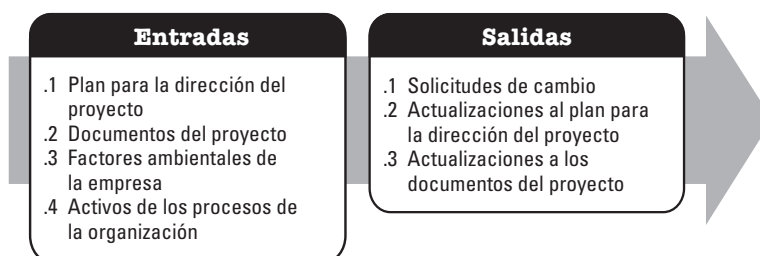 Entradas
.1 Plan para la dirección del
proyecto
.2 Documentos del proyecto
.3 Factores ambientales de
la empresa
.4 Activos de los procesos de
la organización
Salidas
.1 Solicitudes de cambio
.2 Actualizaciones al plan para
la dirección del proyecto
.3 Actualizaciones a los
documentos del proyecto